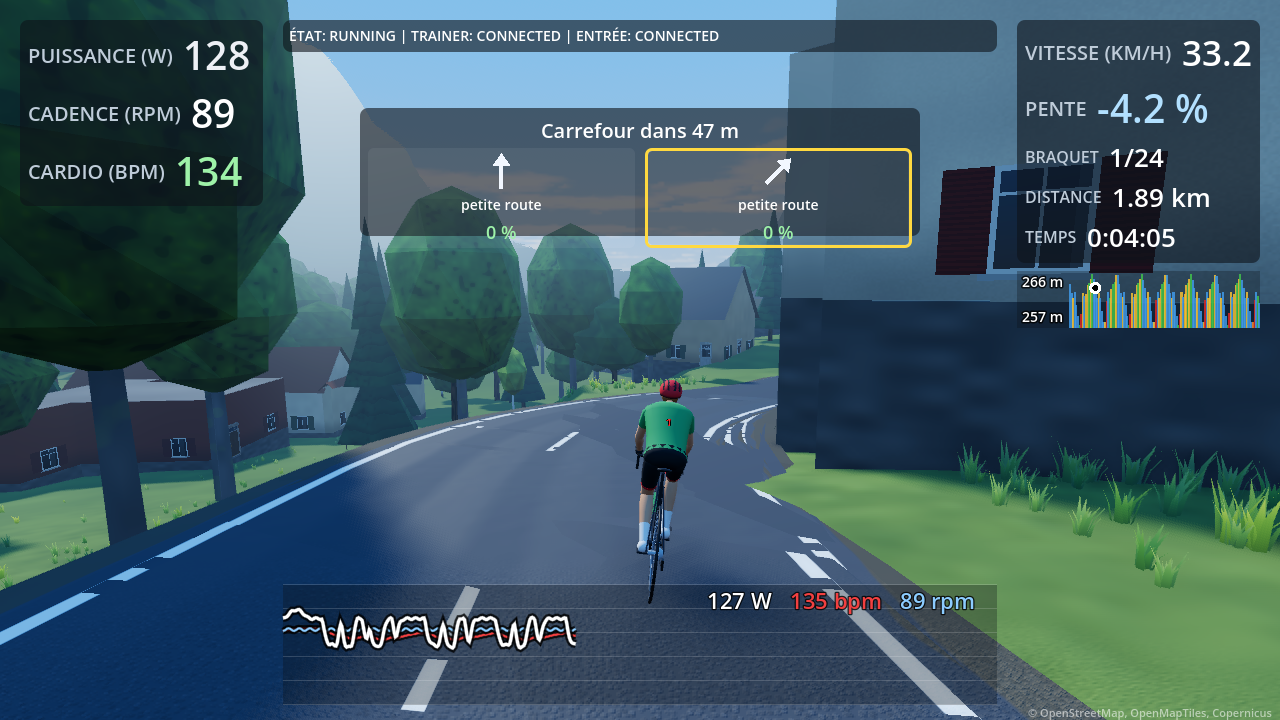 PUISSANCE (W) 128
CADENCE (RPM) 89
CARDIO (BPM) 134
ÉTAT: RUNNING | TRAINER: CONNECTED | ENTRÉE: CONNECTED
Carrefour dans 47 m
petite route
0 %
petite route
0 %
VITESSE (KM/H) 33.2
PENTE -4.2 %
BRAQUET 1/24
DISTANCE 1.89 km
TEMPS 0:04:05
266 m
257 m
127 W 135 bpm 89 rpm
© OpenStreetMap, OpenMapTiles, Copernicus